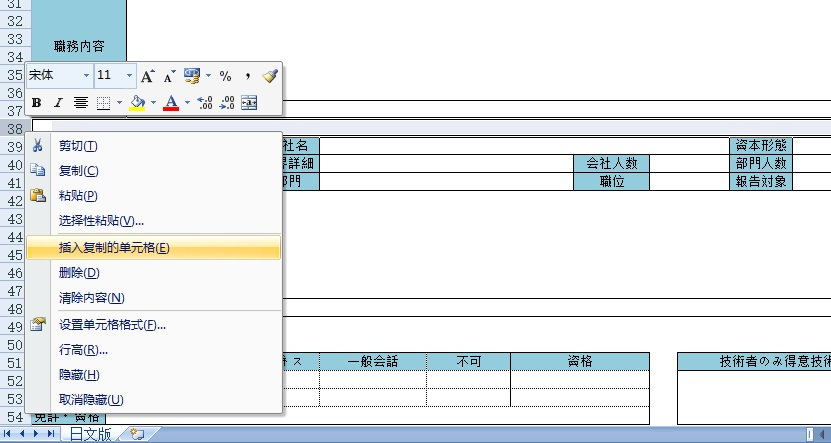 31
32
33
34
職務内容
35
36
37
宋体 11 A A % ,
B I A
38
剪切(T)
复制(C)
粘贴(P)
选择性粘贴(V)...
插入复制的单元格(E)
删除(D)
清除内容(N)
设置单元格格式(F)...
行高(R)...
隐藏(H)
取消隐藏(U)
39 社名 資本形態
40 界詳細 会社人数 部門人数
41 部門 職位 報告対象
42
43
44
45
46
47
48
49
50
51 ス 一般会話 不可 資格 技術者のみ得意技術
52
53
54 免許・資格
日文版